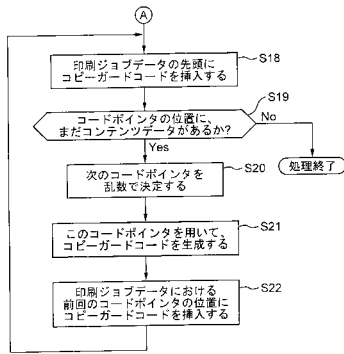 A
印刷ジョブデータの先頭に
コピーガードコードを挿入する
S18
コードポインタの位置に、
まだコンテンツデータがあるか?
S19
No
Yes
処理終了
次のコードポインタを
乱数で決定する
S20
このコードポインタを用いて、
コピーガードコードを生成する
S21
印刷ジョブデータにおける
前回のコードポインタの位置に
コピーガードコードを挿入する
S22